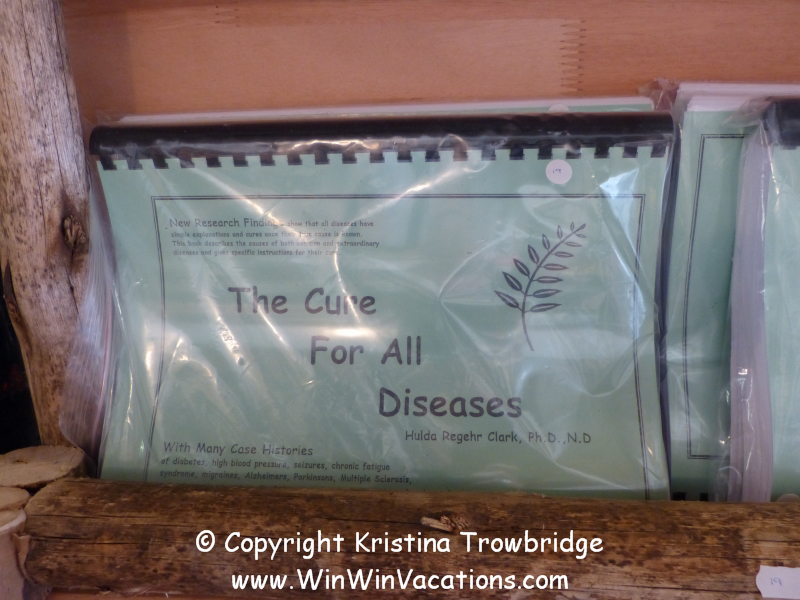 New Research Findings show that all diseases have
simple explanations and cures once their true cause is known.
This book describes the causes of both common and extraordinary
diseases and gives specific instructions for their cure.
The Cure
For All
Diseases
Hulda Regehr Clark, Ph.D.,N.D
With Many Case Histories
of diabetes, high blood pressure, seizures, chronic fatigue
syndrome, migraines, Alzheimers, Parkinsons, Multiple Sclerosis,
© Copyright Kristina Trowbridge
www.WinWinVacations.com